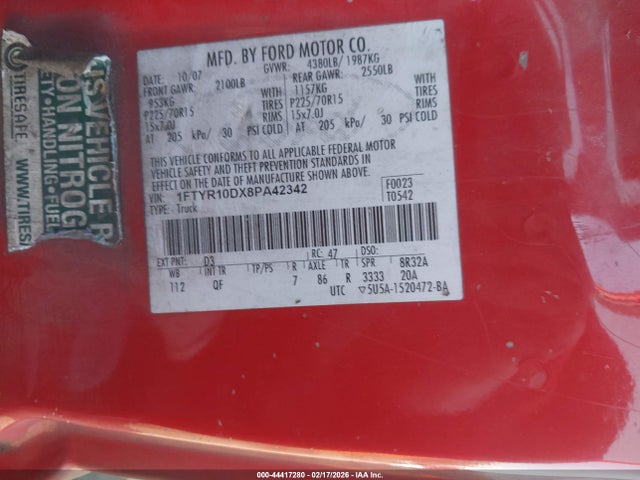 MFD. BY FORD MOTOR CO.
DATE: 10/07 GVWR: 4380LB/1987KG
FRONT GAWR: 2100LB REAR GAWR: 2550LB
953KG WITH 1157KG WITH
P225/70R15 TIRES P225/70R15 TIRES
15x7.0J RIMS 15x7.0J RIMS
AT 205 kPa/ 30 PSI COLD AT 205 kPa/ 30 PSI COLD
THIS VEHICLE CONFORMS TO ALL APPLICABLE FEDERAL MOTOR
VEHICLE SAFETY AND THEFT PREVENTION STANDARDS IN
EFFECT ON THE DATE OF MANUFACTURE SHOWN ABOVE.
VIN: 1FTYR10DX8PA42342
TYPE: Truck
F0023
T0542
EXT PNT: D3 RC: 47 DSO:
WB INT TR TP/PS R AXLE TR SPR 8R32A
112 QF 7 86 R 3333 20A
UTC ▽5U5A-1520472-BA
TIRESAFE
WWW.TIRES
IS VEHICLE R
ON NITROG
ETY • HANDLING • FUEL
000-44417280 - 02/17/2026 - IAA Inc.